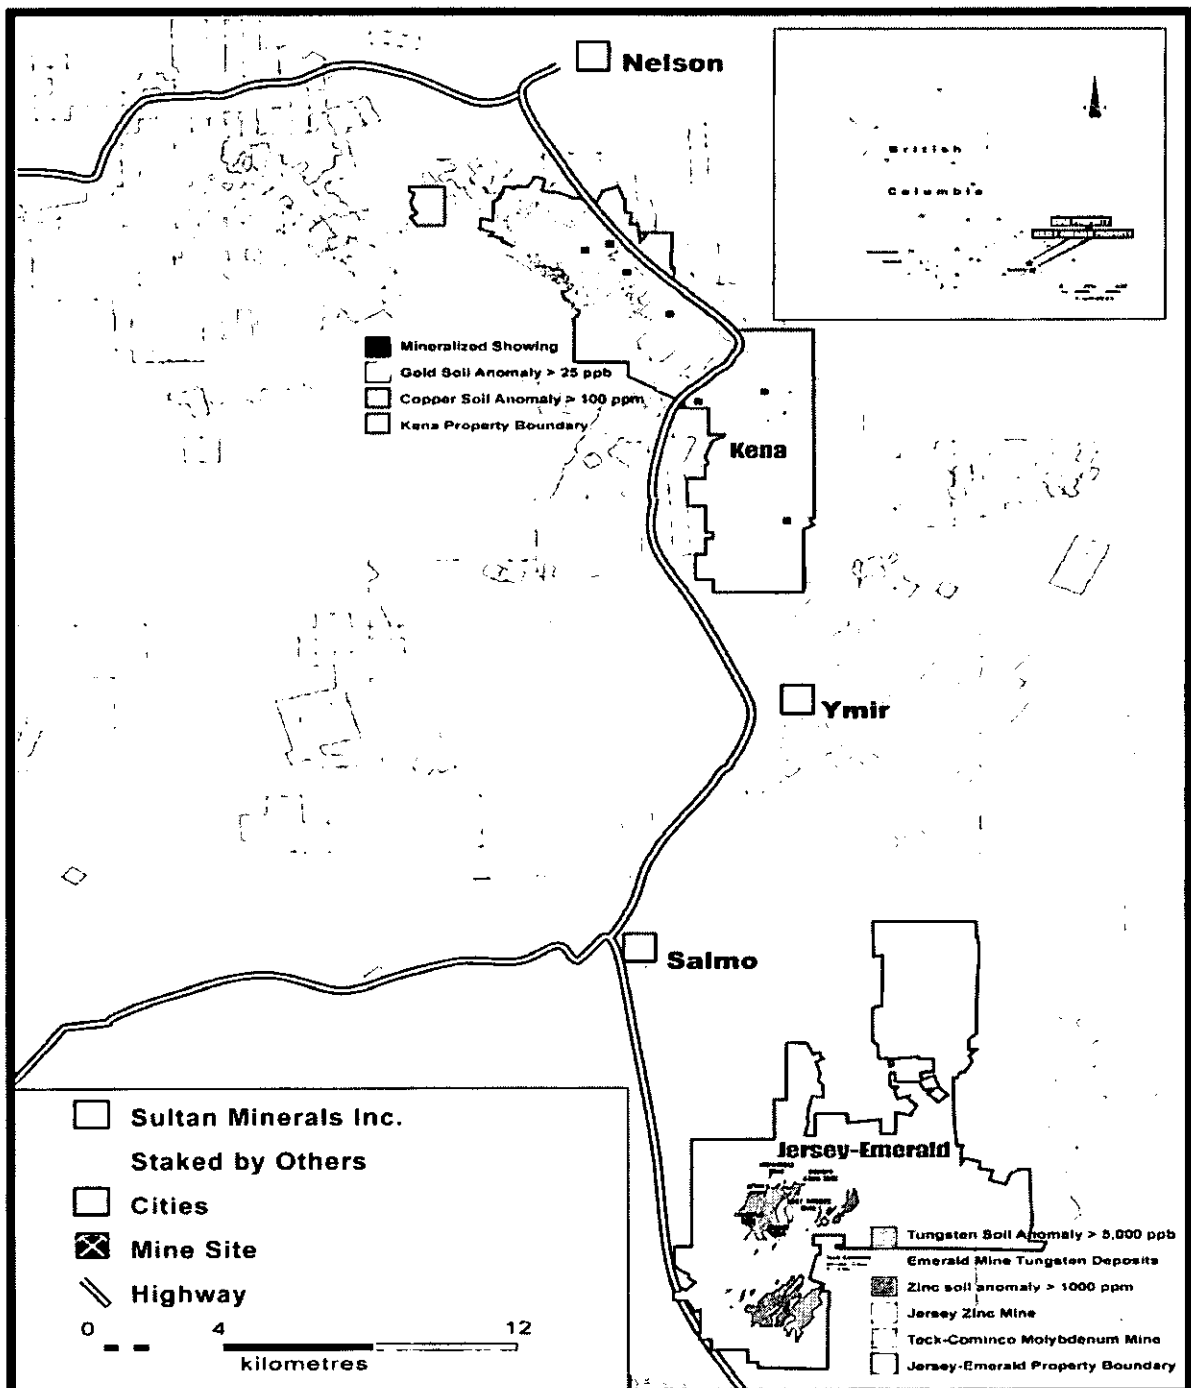 Nelson
British
Columbia
Mineralized Showing
Gold Soil Anomaly > 25 ppb
Copper Soil Anomaly > 100 ppm
Kena Property Boundary
Kena
Ymir
Salmo
Jersey-Emerald
Tungsten Soil Anomaly > 5,000 ppb
Emerald Mine Tungsten Deposits
Zinc soil anomaly > 1000 ppm
Jersey Zinc Mine
Teck-Cominco Molybdenum Mine
Jersey-Emerald Property Boundary
Sultan Minerals Inc.
Staked by Others
Cities
Mine Site
Highway
0 4 12
kilometres